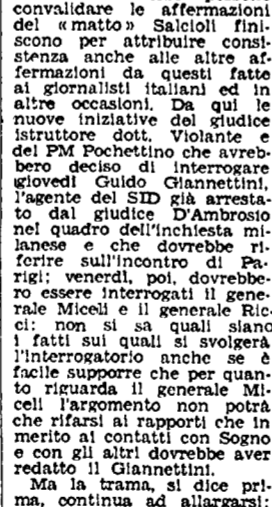 convalidare le affermazioni
del «matto» Salcioli fini-
scono per attribuire consi-
stenza anche alle altre af-
fermazioni da questi fatte
ai giornalisti italiani ed in
altre occasioni. Da qui le
nuove iniziative del giudice
istruttore dott. Violante e
del PM Pochettino che avreb-
bero deciso di interrogare
giovedì Guido Giannettini,
l'agente del SID già arresta-
to dal giudice D'Ambrosio
nel quadro dell'inchiesta mi-
lanese e che dovrebbe ri-
ferire sull'incontro di Pa-
rigi; venerdì, poi, dovrebbe-
ro essere interrogati il gene-
rale Miceli e il generale Ric-
ci: non si sa quali siano
i fatti sui quali si svolgerà
l'interrogatorio anche se è
facile supporre che per quan-
to riguarda il generale Mi-
celi l'argomento non potrà
che rifarsi ai rapporti che in
merito ai contatti con Sogno
e con gli altri dovrebbe aver
redatto il Giannettini.
Ma la trama, si dice pri-
ma, continua ad allargarsi: